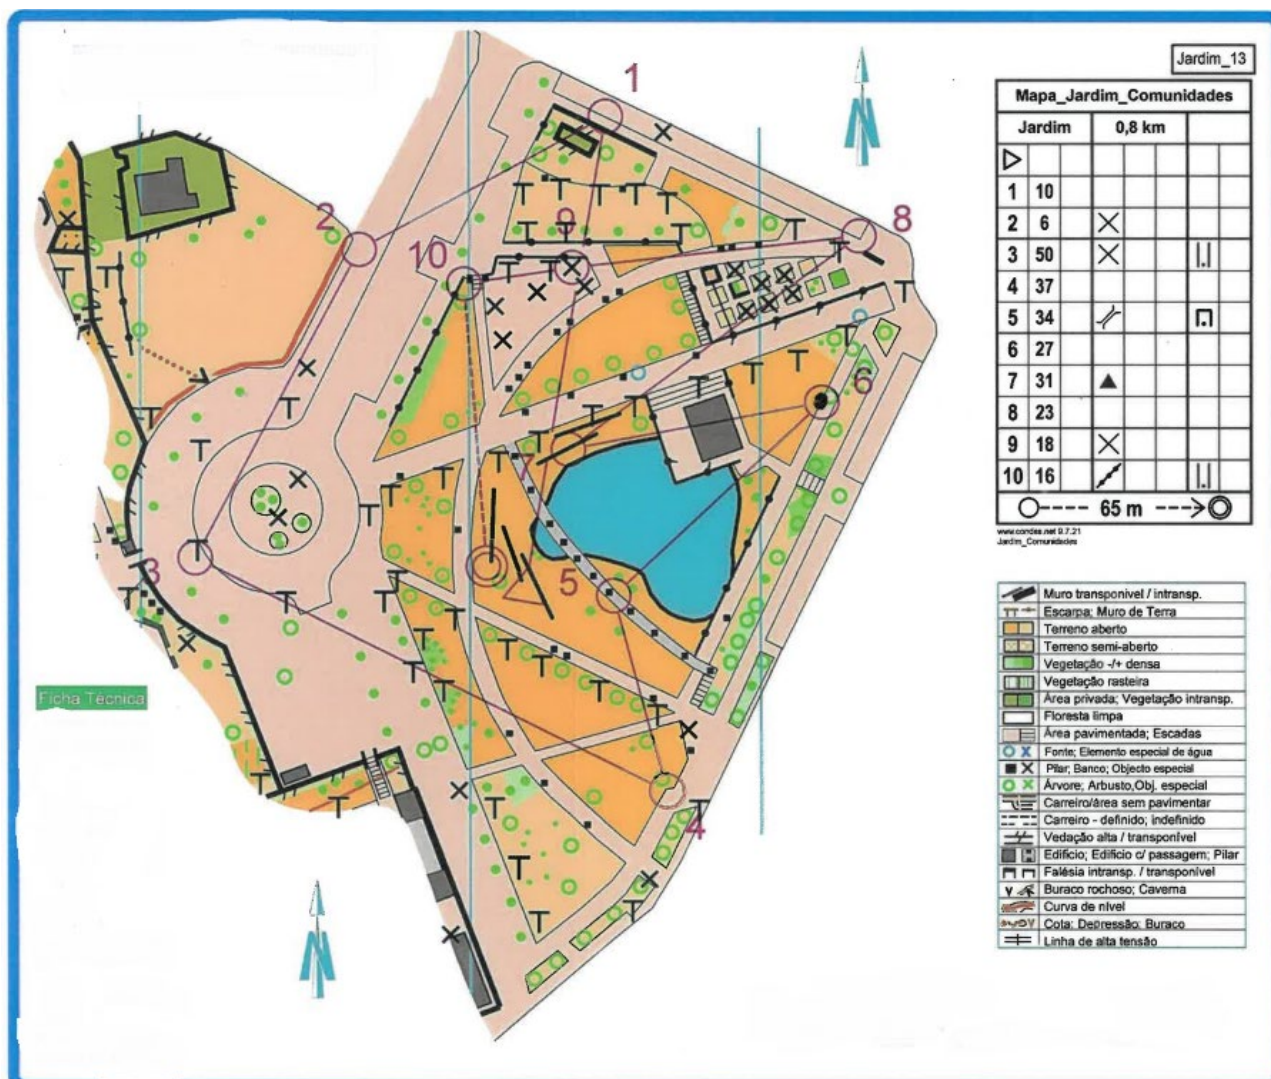 Jardim_13
Mapa_Jardim_Comunidades
Jardim 0,8 km
1 10
2 6
3 50
4 37
5 34
6 27
7 31
8 23
9 18
10 16
65 m
www.condes.net 9.7.21
Jardim_Comunidades
Muro transponivel / intransp.
Escarpa; Muro de Terra
Terreno aberto
Terreno semi-aberto
Vegetação -/+ densa
Vegetação rasteira
Área privada; Vegetação intransp.
Floresta limpa
Área pavimentada; Escadas
Fonte; Elemento especial de água
Pilar; Banco; Objecto especial
Árvore; Arbusto,Obj. especial
Carreiro/área sem pavimentar
Carreiro - definido; indefinido
Vedação alta / transponível
Edificio; Edificio c/ passagem; Pilar
Falésia intransp. / transponível
Buraco rochoso; Caverna
Curva de nível
Cota; Depressão; Buraco
Linha de alta tensão
Ficha Técnica
1
2
8
9
10
N
6
7
3
5
4
N